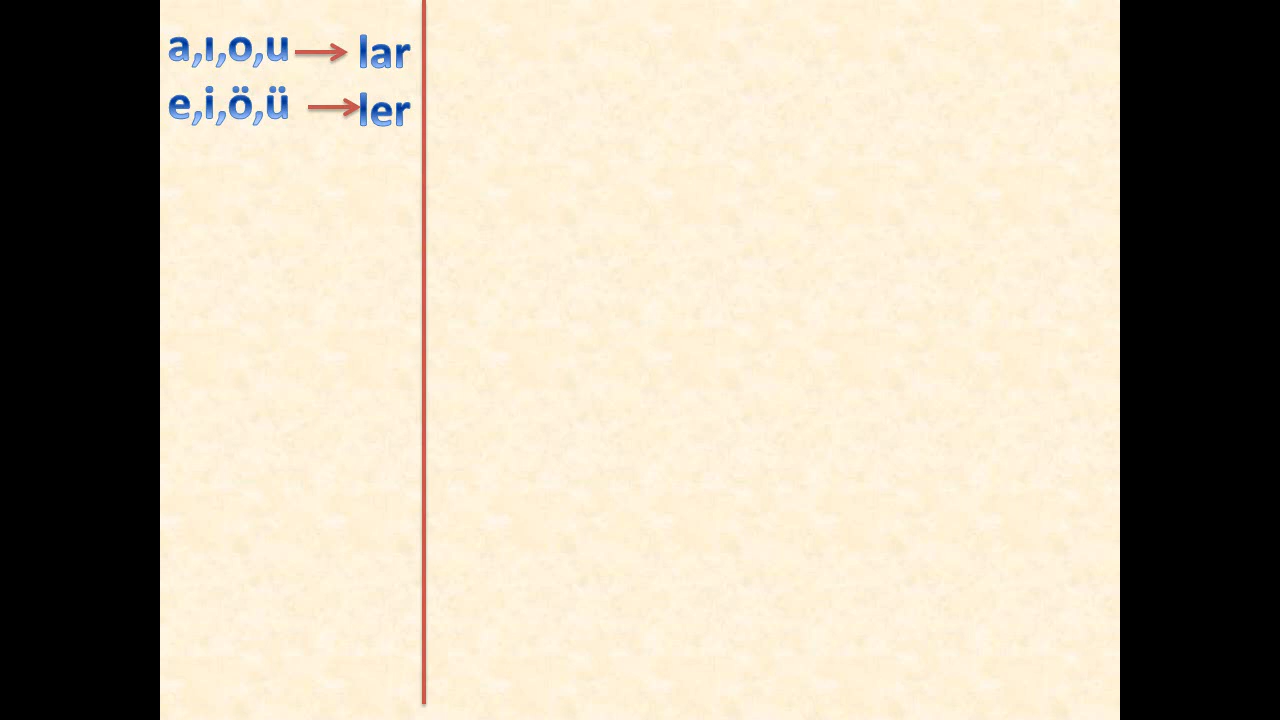 a,ı,o,u → lar
e,i,ö,ü → ler